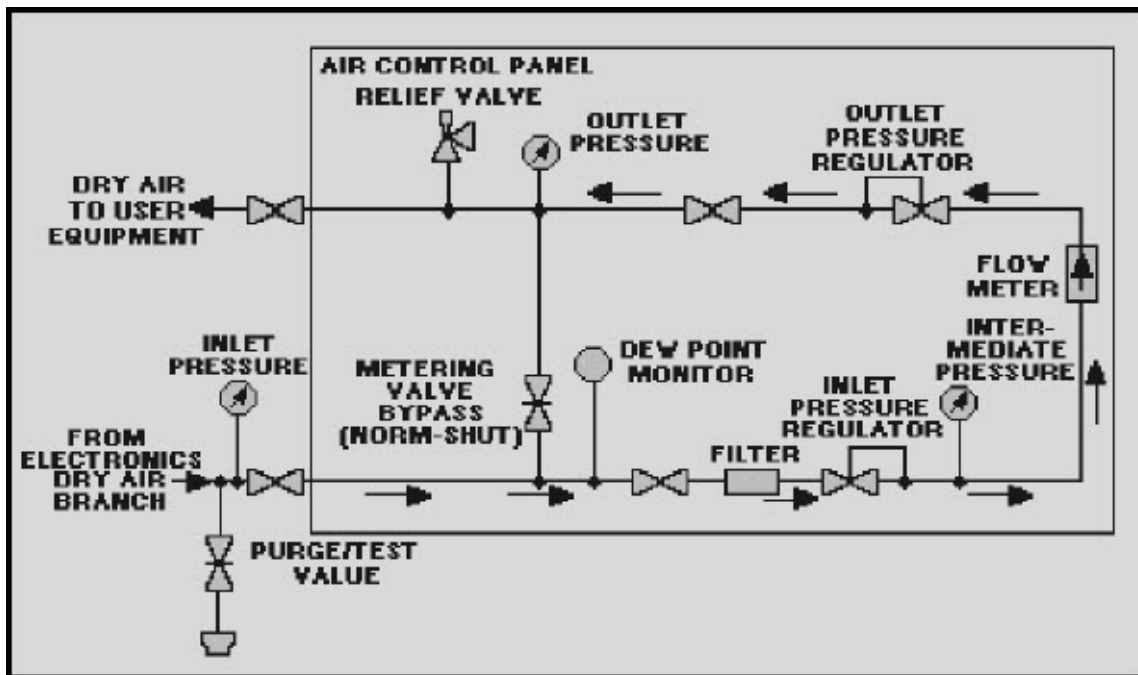 AIR CONTROL PANEL
RELIEF VALVE
OUTLET
PRESSURE
OUTLET
PRESSURE
REGULATOR
DRY AIR
TO USER
EQUIPMENT
FLOW
METER
INLET
PRESSURE
METERING
VALVE
BYPASS
(NORM-SHUT)
DEW POINT
MONITOR
INTER-
MEDIATE
PRESSURE
INLET
PRESSURE
REGULATOR
FROM
ELECTRONICS
DRY AIR
BRANCH
FILTER
PURGE/TEST
VALUE